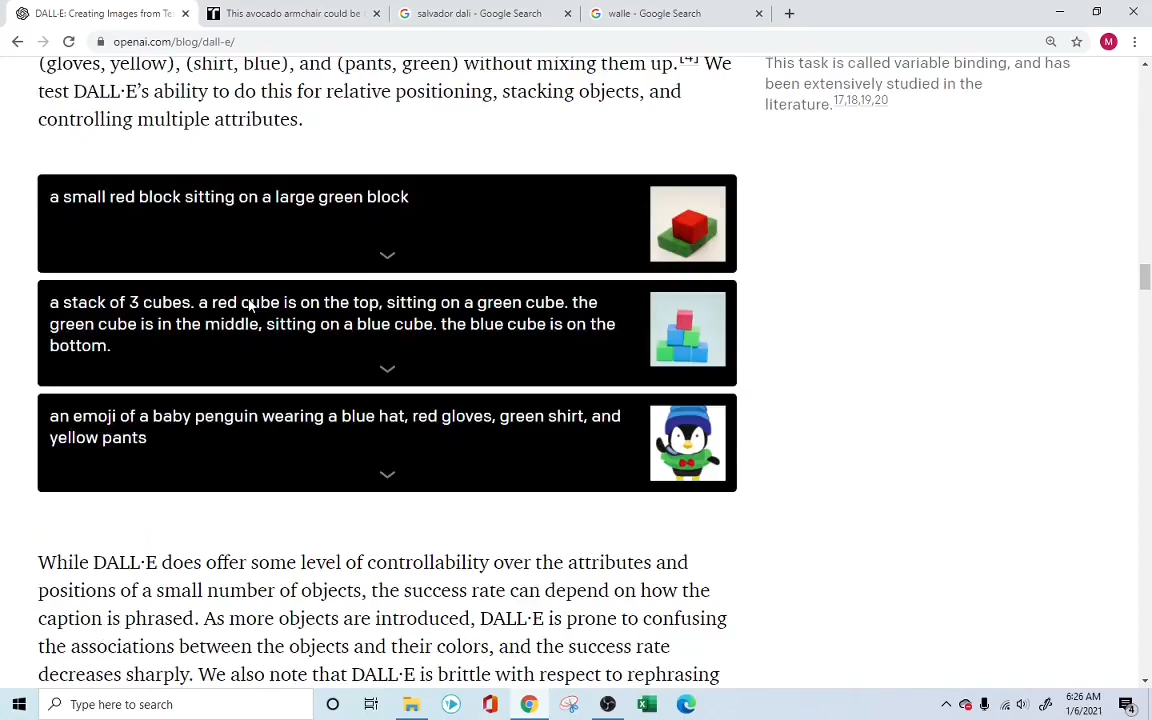 DALL·E: Creating Images from Te
This avocado armchair could be t
salvador dali - Google Search
walle - Google Search
openai.com/blog/dall-e/
M
(gloves, yellow), (shirt, blue), and (pants, green) without mixing them up.[4] We
test DALL·E’s ability to do this for relative positioning, stacking objects, and
controlling multiple attributes.
This task is called variable binding, and has
been extensively studied in the
literature.17,18,19,20
a small red block sitting on a large green block
a stack of 3 cubes. a red cube is on the top, sitting on a green cube. the
green cube is in the middle, sitting on a blue cube. the blue cube is on the
bottom.
an emoji of a baby penguin wearing a blue hat, red gloves, green shirt, and
yellow pants
While DALL·E does offer some level of controllability over the attributes and
positions of a small number of objects, the success rate can depend on how the
caption is phrased. As more objects are introduced, DALL·E is prone to confusing
the associations between the objects and their colors, and the success rate
decreases sharply. We also note that DALL·E is brittle with respect to rephrasing
Type here to search
6:26 AM
1/6/2021
4